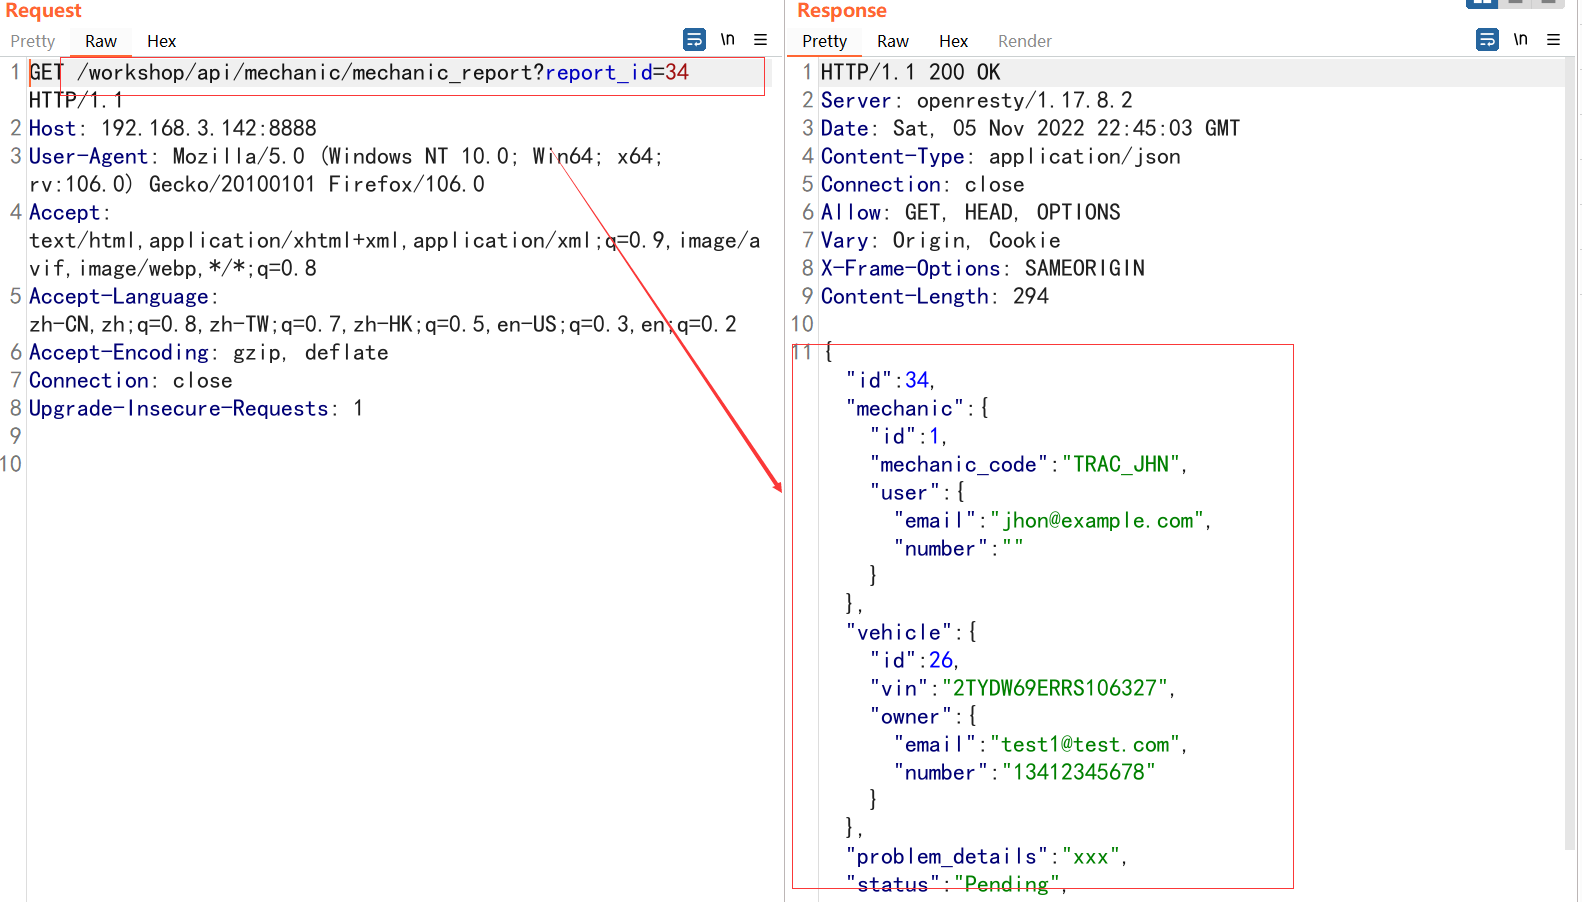 Request
Pretty Raw Hex \n
1 GET /workshop/api/mechanic/mechanic_report?report_id=34
HTTP/1.1
2 Host: 192.168.3.142:8888
3 User-Agent: Mozilla/5.0 (Windows NT 10.0; Win64; x64;
rv:106.0) Gecko/20100101 Firefox/106.0
4 Accept:
text/html,application/xhtml+xml,application/xml;q=0.9,image/a
vif,image/webp,*/*;q=0.8
5 Accept-Language:
zh-CN,zh;q=0.8,zh-TW;q=0.7,zh-HK;q=0.5,en-US;q=0.3,en;q=0.2
6 Accept-Encoding: gzip, deflate
7 Connection: close
8 Upgrade-Insecure-Requests: 1
9
10
Response
Pretty Raw Hex Render \n
1 HTTP/1.1 200 OK
2 Server: openresty/1.17.8.2
3 Date: Sat, 05 Nov 2022 22:45:03 GMT
4 Content-Type: application/json
5 Connection: close
6 Allow: GET, HEAD, OPTIONS
7 Vary: Origin, Cookie
8 X-Frame-Options: SAMEORIGIN
9 Content-Length: 294
10
11 {
"id":34,
"mechanic":{
"id":1,
"mechanic_code":"TRAC_JHN",
"user":{
"email":"jhon@example.com",
"number":""
}
},
"vehicle":{
"id":26,
"vin":"2TYDW69ERRS106327",
"owner":{
"email":"test1@test.com",
"number":"13412345678"
}
},
"problem_details":"xxx",
"status":"Pending",